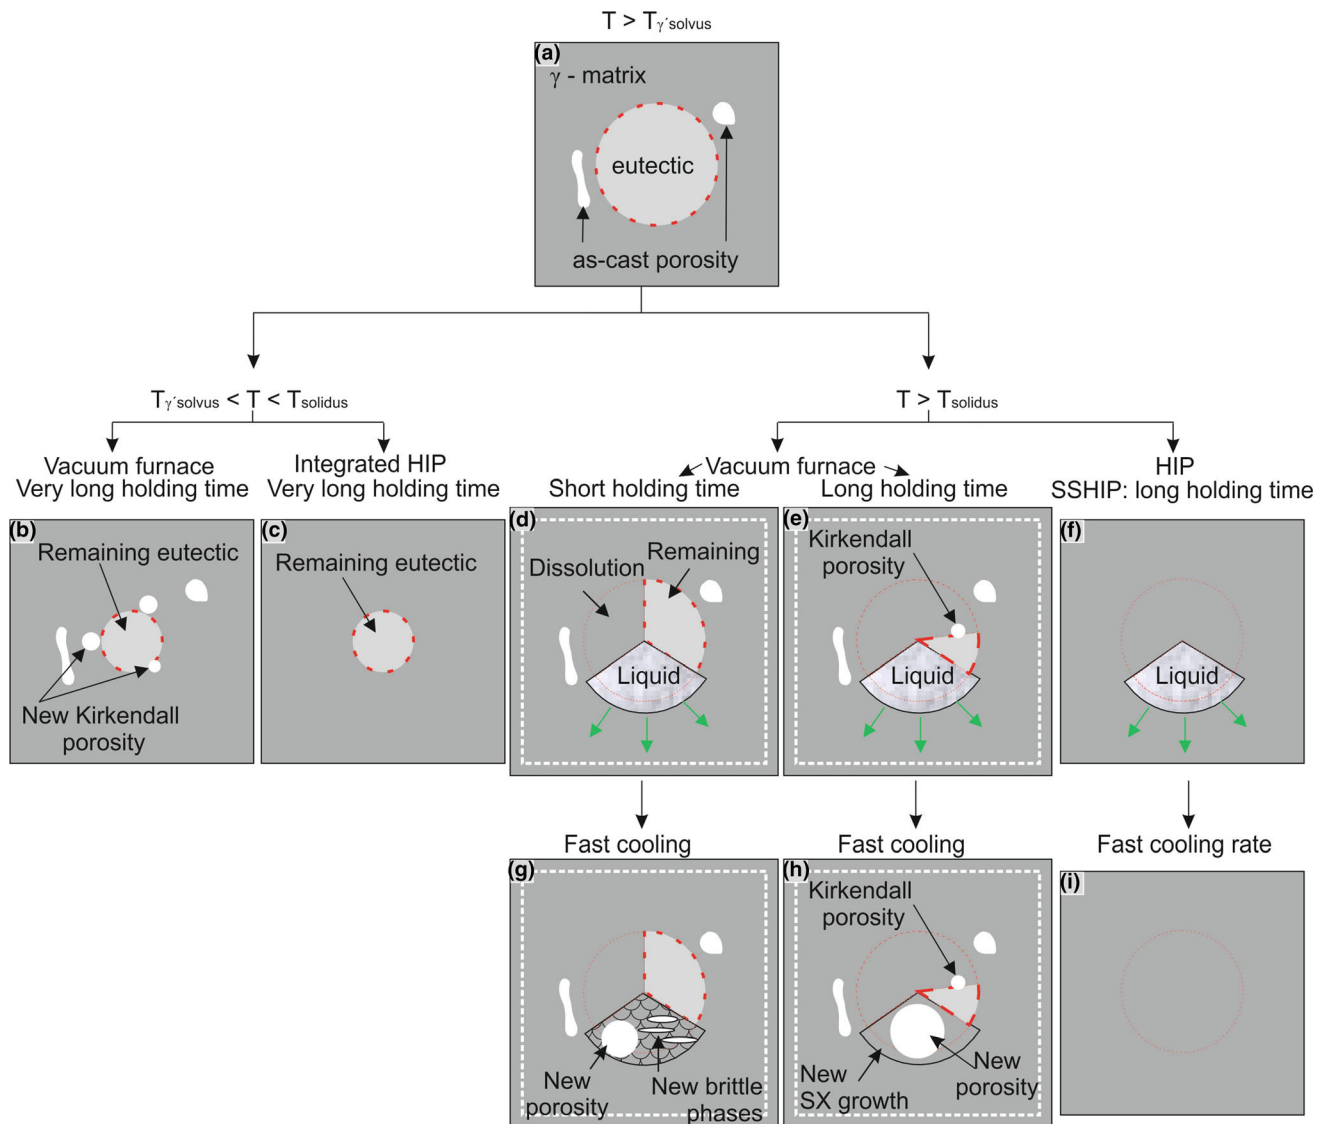 T > Tγ´solvus
(a)
γ - matrix
eutectic
as-cast porosity
Tγ´solvus < T < Tsolidus
T > Tsolidus
Vacuum furnace
Very long holding time
Integrated HIP
Very long holding time
Vacuum furnace
Short holding time
Long holding time
HIP
SSHIP: long holding time
(b)
Remaining eutectic
New Kirkendall
porosity
(c)
Remaining eutectic
(d)
Remaining
Dissolution
Liquid
(e)
Kirkendall
porosity
Liquid
(f)
Liquid
Fast cooling
Fast cooling
Fast cooling rate
(g)
New
porosity
New brittle
phases
(h)
Kirkendall
porosity
New
SX growth
New
porosity
(i)